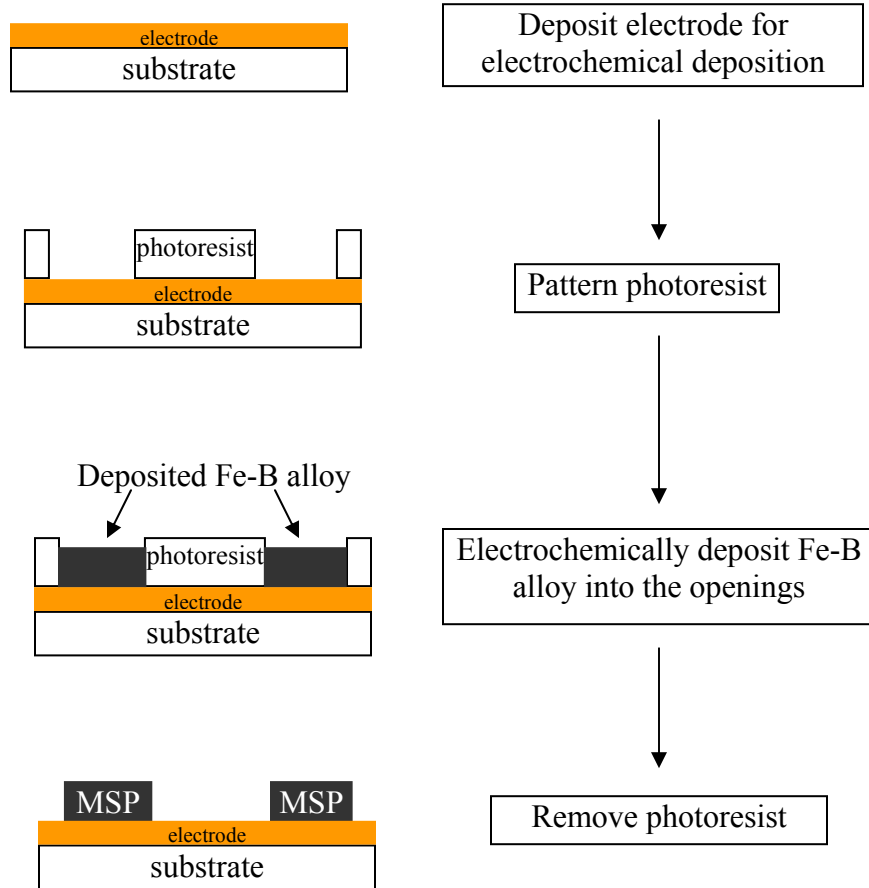 electrode
substrate
Deposit electrode for
electrochemical deposition
photoresist
electrode
substrate
Pattern photoresist
Deposited Fe-B alloy
photoresist
electrode
substrate
Electrochemically deposit Fe-B
alloy into the openings
MSP
MSP
electrode
substrate
Remove photoresist